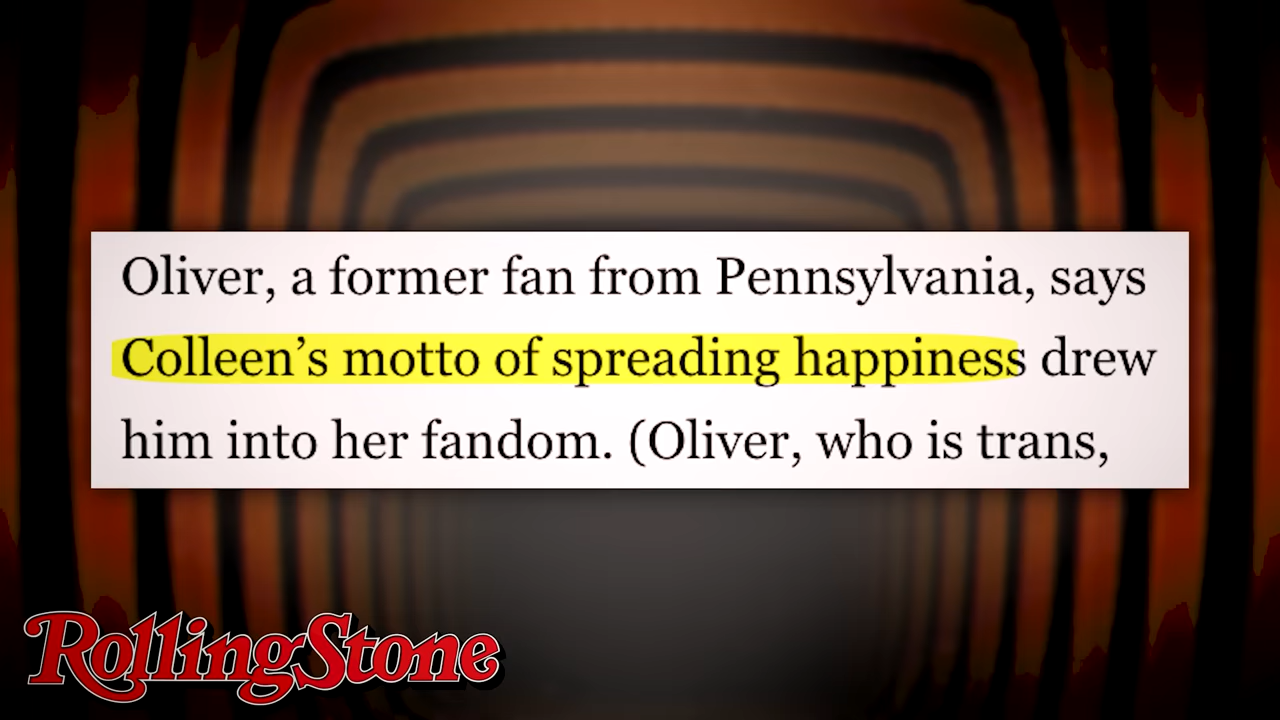 Oliver, a former fan from Pennsylvania, says
Colleen’s motto of spreading happiness drew
him into her fandom. (Oliver, who is trans,
RollingStone